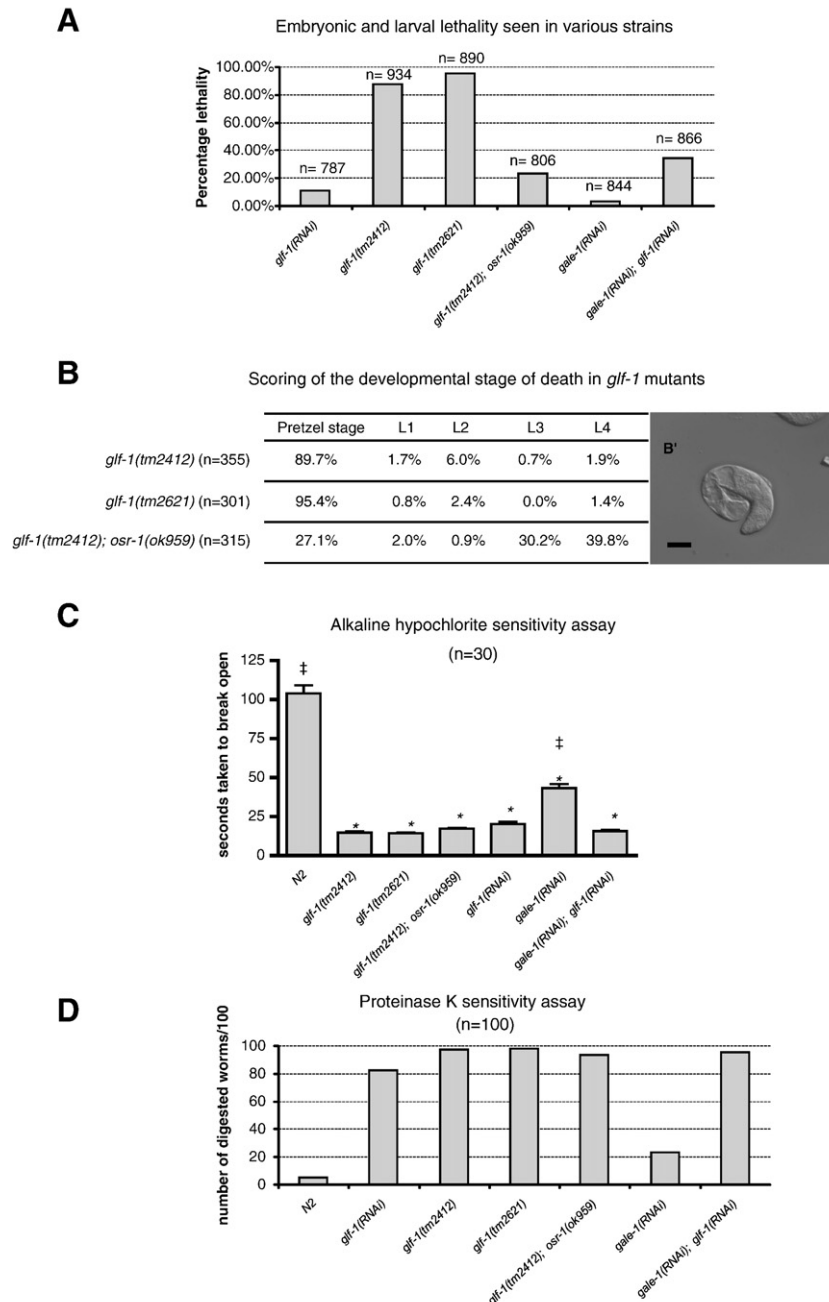 A
Embryonic and larval lethality seen in various strains
Percentage lethality
100.00%
80.00%
60.00%
40.00%
20.00%
0.00%
n= 787
n= 934
n= 890
n= 806
n= 844
n= 866
glf-1(RNAi)
glf-1(tm2412)
glf-1(tm2621)
glf-1(tm2412); osr-1(ok959)
gale-1(RNAi)
gale-1(RNAi); glf-1(RNAi)
B
Scoring of the developmental stage of death in glf-1 mutants
Pretzel stage L1 L2 L3 L4
glf-1(tm2412) (n=355) 89.7% 1.7% 6.0% 0.7% 1.9%
glf-1(tm2621) (n=301) 95.4% 0.8% 2.4% 0.0% 1.4%
glf-1(tm2412); osr-1(ok959) (n=315) 27.1% 2.0% 0.9% 30.2% 39.8%
B'
C
Alkaline hypochlorite sensitivity assay
(n=30)
seconds taken to break open
125
100
75
50
25
0
‡
*
*
*
*
‡
*
*
N2
glf-1(tm2412)
glf-1(tm2621)
glf-1(tm2412); osr-1(ok959)
glf-1(RNAi)
gale-1(RNAi)
gale-1(RNAi); glf-1(RNAi)
D
Proteinase K sensitivity assay
(n=100)
number of digested worms/100
100
80
60
40
20
0
N2
glf-1(RNAi)
glf-1(tm2412)
glf-1(tm2621)
glf-1(tm2412); osr-1(ok959)
gale-1(RNAi)
gale-1(RNAi); glf-1(RNAi)